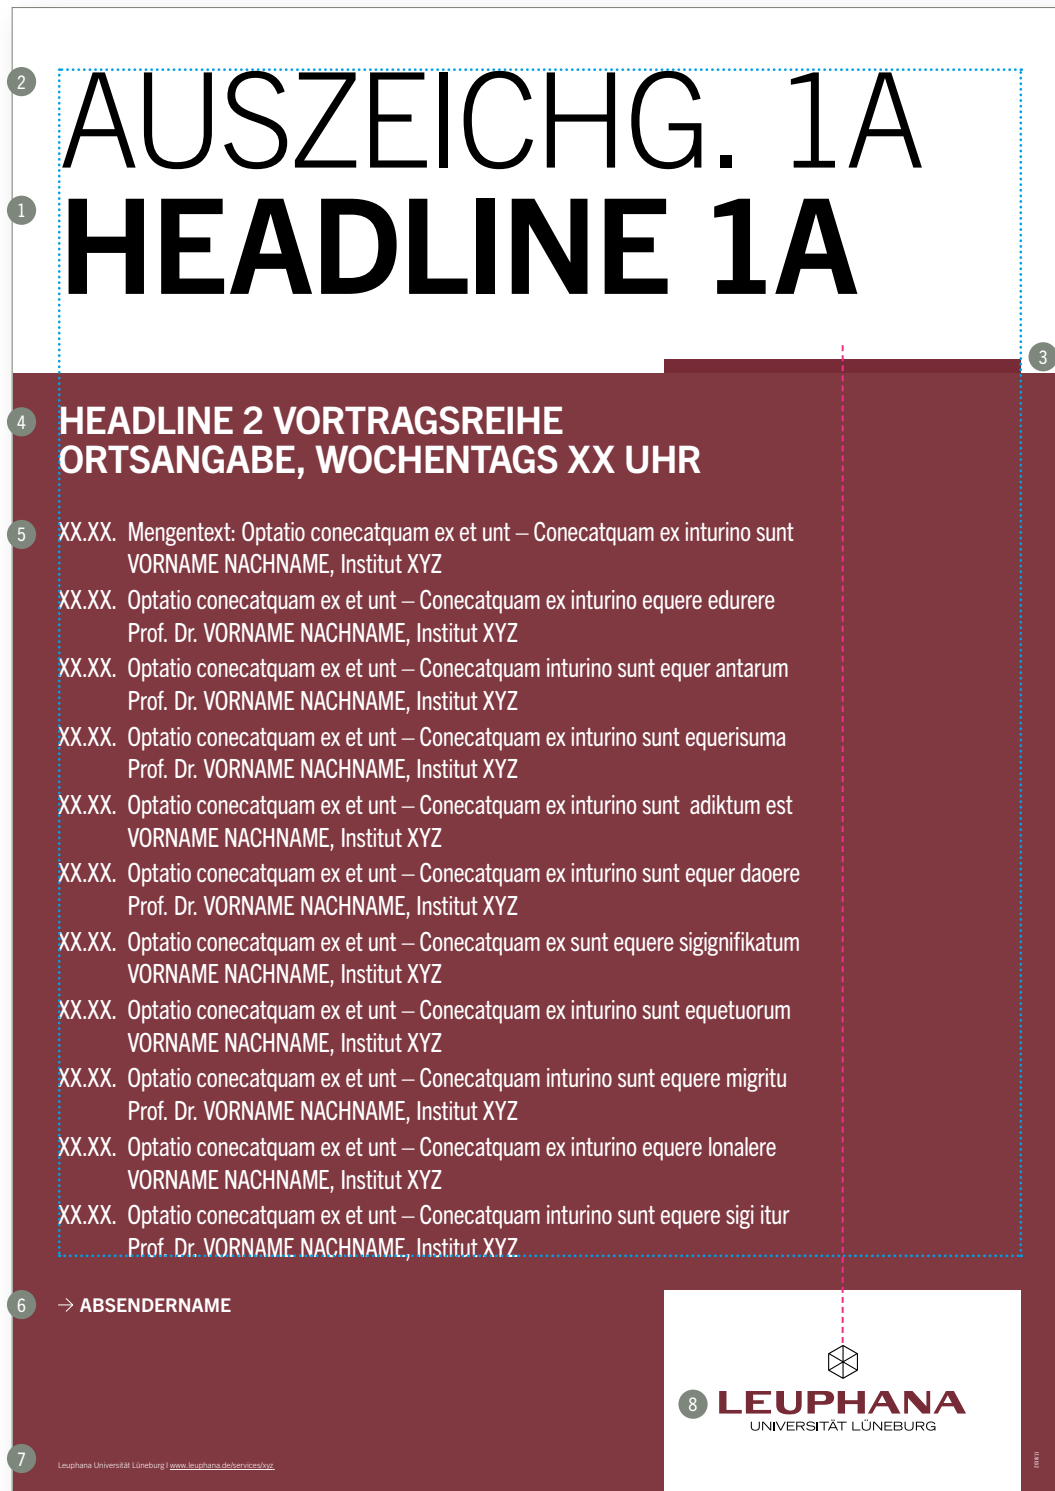 2
AUSZEICHG. 1A
1
HEADLINE 1A
3
4
HEADLINE 2 VORTRAGSREIHE
ORTSANGABE, WOCHENTAGS XX UHR
5
XX.XX. Mengentext: Optatio conecatquam ex et unt – Conecatquam ex inturino sunt
VORNAME NACHNAME, Institut XYZ
XX.XX. Optatio conecatquam ex et unt – Conecatquam ex inturino equere edurere
Prof. Dr. VORNAME NACHNAME, Institut XYZ
XX.XX. Optatio conecatquam ex et unt – Conecatquam inturino sunt equer antarum
Prof. Dr. VORNAME NACHNAME, Institut XYZ
XX.XX. Optatio conecatquam ex et unt – Conecatquam ex inturino sunt equerisuma
Prof. Dr. VORNAME NACHNAME, Institut XYZ
XX.XX. Optatio conecatquam ex et unt – Conecatquam ex inturino sunt adiktum est
VORNAME NACHNAME, Institut XYZ
XX.XX. Optatio conecatquam ex et unt – Conecatquam ex inturino sunt equer daoere
Prof. Dr. VORNAME NACHNAME, Institut XYZ
XX.XX. Optatio conecatquam ex et unt – Conecatquam ex sunt equere sigignifikatum
VORNAME NACHNAME, Institut XYZ
XX.XX. Optatio conecatquam ex et unt – Conecatquam ex inturino sunt equetuorum
VORNAME NACHNAME, Institut XYZ
XX.XX. Optatio conecatquam ex et unt – Conecatquam inturino sunt equere migritu
Prof. Dr. VORNAME NACHNAME, Institut XYZ
XX.XX. Optatio conecatquam ex et unt – Conecatquam ex inturino equere lonalere
VORNAME NACHNAME, Institut XYZ
XX.XX. Optatio conecatquam ex et unt – Conecatquam inturino sunt equere sigi itur
Prof. Dr. VORNAME NACHNAME, Institut XYZ
6
→ ABSENDERNAME
8
LEUPHANA
UNIVERSITÄT LÜNEBURG
7
Leuphana Universität Lüneburg I www.leuphana.de/services/xyz